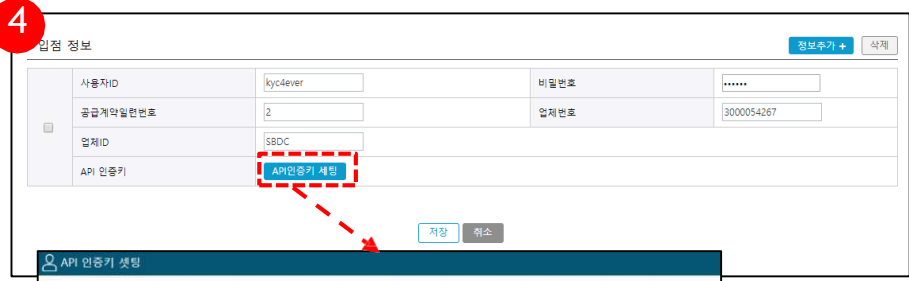 4
입점 정보
정보추가 + 삭제
사용자ID kyc4ever 비밀번호 ••••••
공급계약일련번호 2 업체번호 3000054267
업체ID SBDC
API 인증키 API인증키 세팅
저장 취소
API 인증키 셋팅